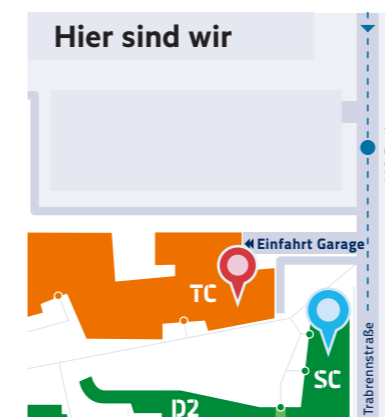 Hier sind wir
Einfahrt Garage
TC
SC
D2
Trabrennstraße